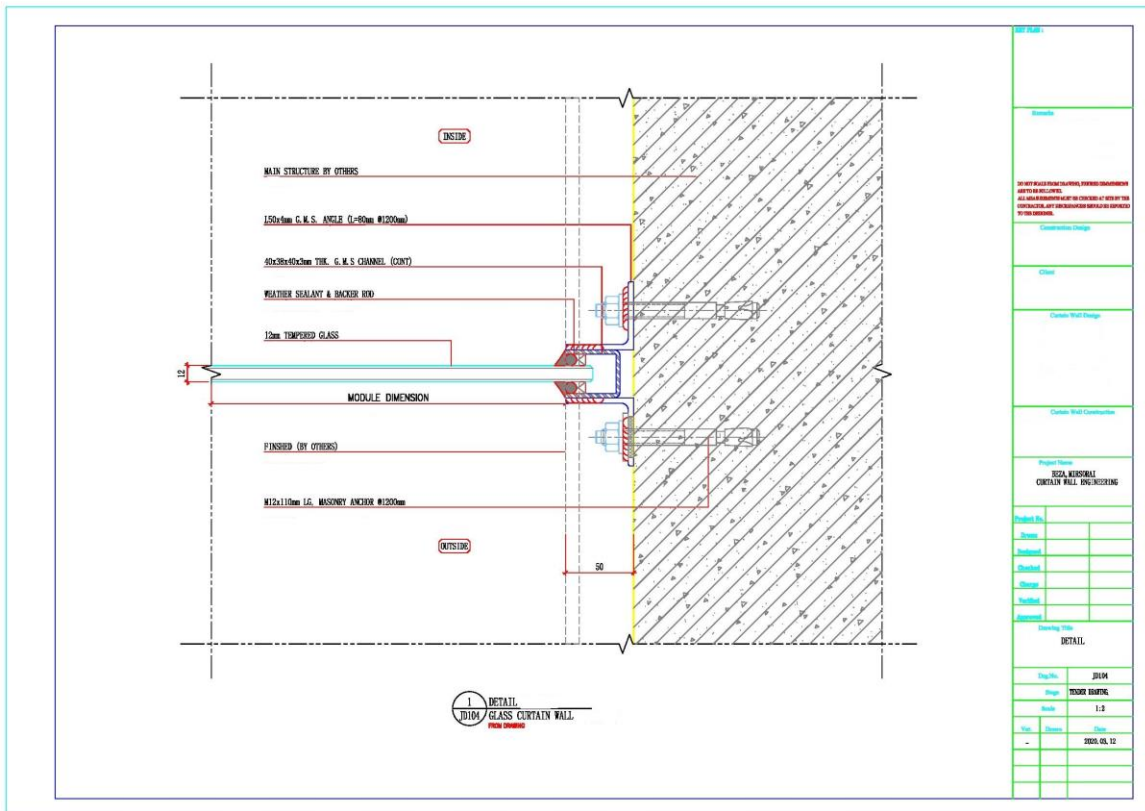 INSIDE
MAIN STRUCTURE BY OTHERS
L50x4mm G.M.S. ANGLE (L=80mm @1200mm)
40x38x40x3mm THK. G.M.S CHANNEL (CONT)
WEATHER SEALANT & BACKER ROD
12mm TEMPERED GLASS
12
MODULE DIMENSION
FINSHED (BY OTHERS)
M12x110mm LG. MASONRY ANCHOR @1200mm
OUTSIDE
50
1
JD104
DETAIL
GLASS CURTAIN WALL
FROM DRAWING
KEY PLAN :
Remarks
DO NOT SCALE FROM DRAWING, FIGURED DIMENSIONS
ARE TO BE FOLLOWED.
ALL MEASUREMENTS MUST BE CHECKED AT SITE BY THE
CONTRACTOR. ANY DISCREPANCIES SHOULD BE REPORTED
TO THE DESIGNER.
Construction Design
Client
Curtain Wall Design
Curtain Wall Construction
Project Name
BEZA, MIRSORAI
CURTAIN WALL ENGINEERING
Project No.
Drawn
Designed
Checked
Charge
Verified
Approved
Drawing Title
DETAIL
Dwg.No. JD104
Stage TENDER DRAWING
Scale 1:2
Ver. Drawn Date
- 2020.05.12